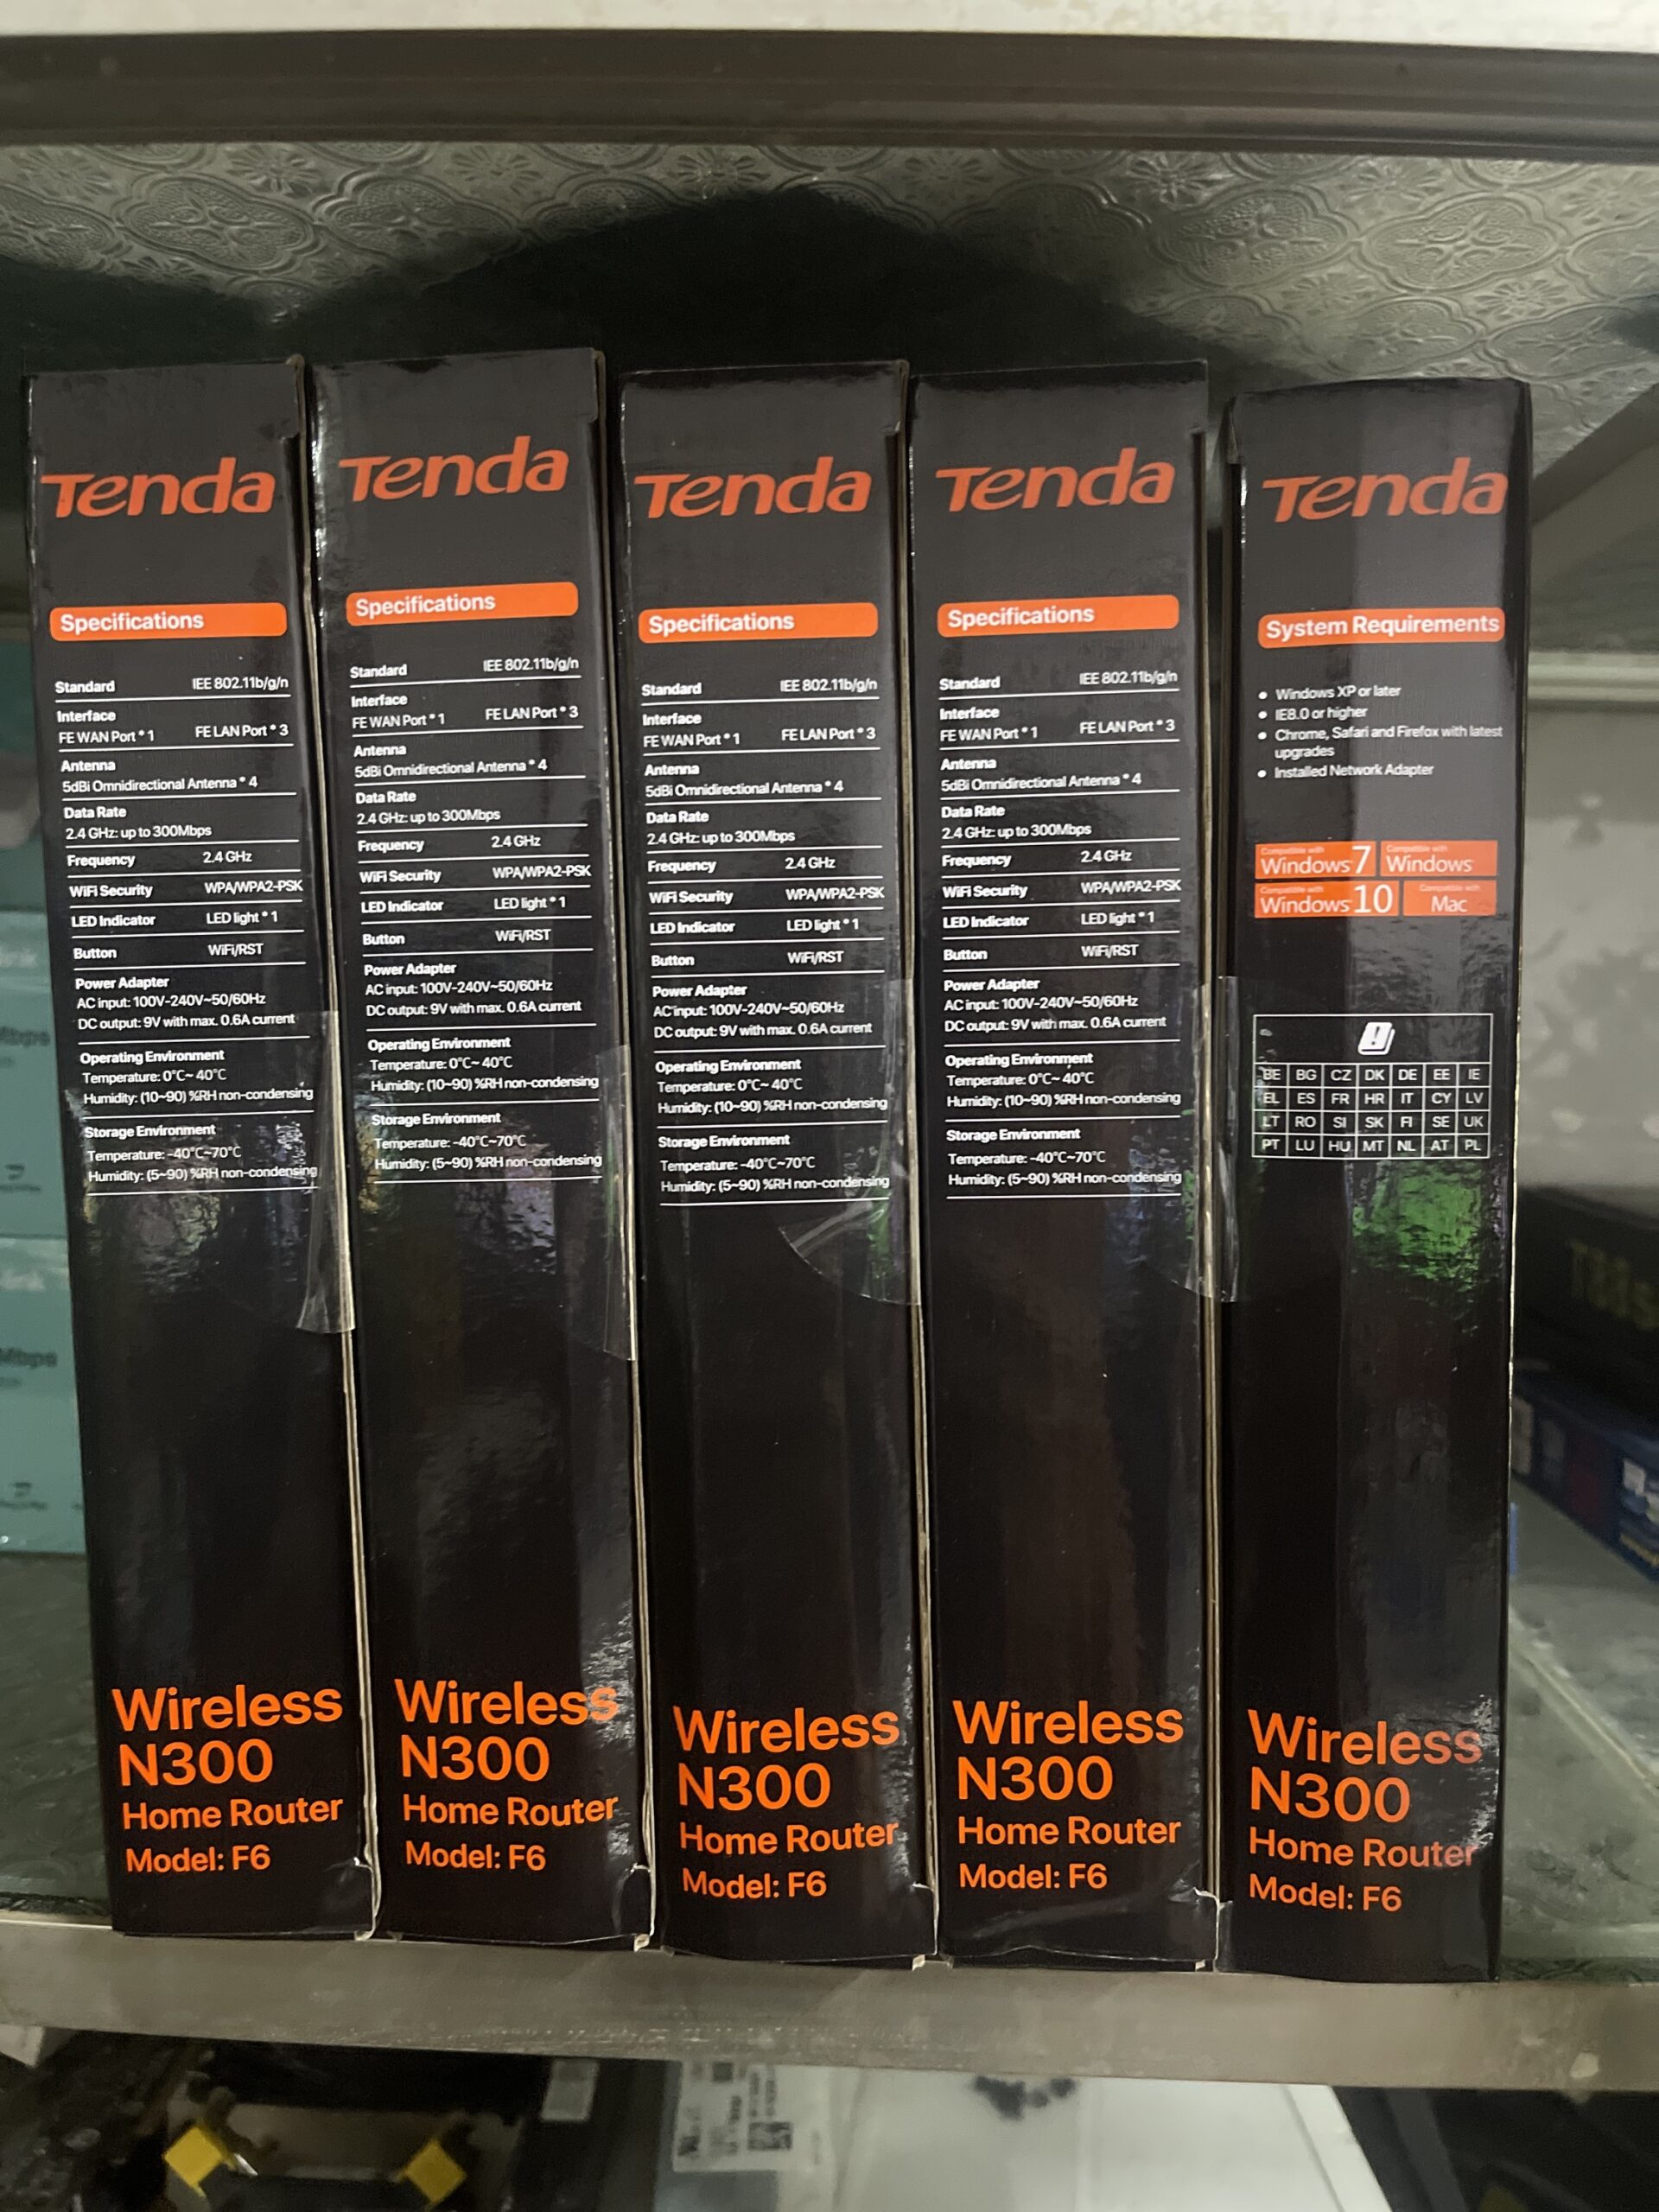 Tenda
Specifications
Standard IEE 802.11b/g/n
Interface
FE WAN Port * 1 FE LAN Port * 3
Antenna
5dBi Omnidirectional Antenna * 4
Data Rate
2.4 GHz: up to 300Mbps
Frequency 2.4 GHz
WiFi Security WPA/WPA2-PSK
LED Indicator LED light * 1
Button WiFi/RST
Power Adapter
AC input: 100V-240V~50/60Hz
DC output: 9V with max. 0.6A current
Operating Environment
Temperature: 0°C~ 40°C
Humidity: (10~90) %RH non-condensing
Storage Environment
Temperature: -40°C~70°C
Humidity: (5~90) %RH non-condensing
Wireless
N300
Home Router
Model: F6
Tenda
Specifications
Standard IEE 802.11b/g/n
Interface
FE WAN Port * 1 FE LAN Port * 3
Antenna
5dBi Omnidirectional Antenna * 4
Data Rate
2.4 GHz: up to 300Mbps
Frequency 2.4 GHz
WiFi Security WPA/WPA2-PSK
LED Indicator LED light * 1
Button WiFi/RST
Power Adapter
AC input: 100V-240V~50/60Hz
DC output: 9V with max. 0.6A current
Operating Environment
Temperature: 0°C~ 40°C
Humidity: (10~90) %RH non-condensing
Storage Environment
Temperature: -40°C~70°C
Humidity: (5~90) %RH non-condensing
Wireless
N300
Home Router
Model: F6
Tenda
Specifications
Standard IEE 802.11b/g/n
Interface
FE WAN Port * 1 FE LAN Port * 3
Antenna
5dBi Omnidirectional Antenna * 4
Data Rate
2.4 GHz: up to 300Mbps
Frequency 2.4 GHz
WiFi Security WPA/WPA2-PSK
LED Indicator LED light * 1
Button WiFi/RST
Power Adapter
AC input: 100V-240V~50/60Hz
DC output: 9V with max. 0.6A current
Operating Environment
Temperature: 0°C~ 40°C
Humidity: (10~90) %RH non-condensing
Storage Environment
Temperature: -40°C~70°C
Humidity: (5~90) %RH non-condensing
Wireless
N300
Home Router
Model: F6
Tenda
Specifications
Standard IEE 802.11b/g/n
Interface
FE WAN Port * 1 FE LAN Port * 3
Antenna
5dBi Omnidirectional Antenna * 4
Data Rate
2.4 GHz: up to 300Mbps
Frequency 2.4 GHz
WiFi Security WPA/WPA2-PSK
LED Indicator LED light * 1
Button WiFi/RST
Power Adapter
AC input: 100V-240V~50/60Hz
DC output: 9V with max. 0.6A current
Operating Environment
Temperature: 0°C~ 40°C
Humidity: (10~90) %RH non-condensing
Storage Environment
Temperature: -40°C~70°C
Humidity: (5~90) %RH non-condensing
Wireless
N300
Home Router
Model: F6
Tenda
System Requirements
• Windows XP or later
• IE8.0 or higher
• Chrome, Safari and Firefox with latest
upgrades
• Installed Network Adapter
Compatible with Compatible with
Windows 7 Windows
Compatible with Compatible with
Windows 10 Mac
BE BG CZ DK DE EE IE
EL ES FR HR IT CY LV
LT RO SI SK FI SE UK
PT LU HU MT NL AT PL
Wireless
N300
Home Router
Model: F6
Mbps
Mbps